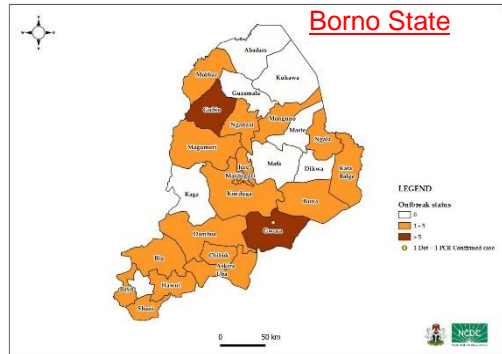 Borno State
Abadam
Mobbar
Kukawa
Guzamala
Gubio
Nganzai
Monguno
Marte
Ngala
Magumeri
Jere
Mafa
Dikwa
Kala Balge
Maiduguri
Kaga
Konduga
Bama
Gwoza
Damboa
Chibok
Biu
Askira
Uba
Hawul
Bayo
Shani
LEGEND
Outbreak status
0
1 - 5
> 5
1 Dot = 1 PCR Confirmed case
0 50 km
NCDC